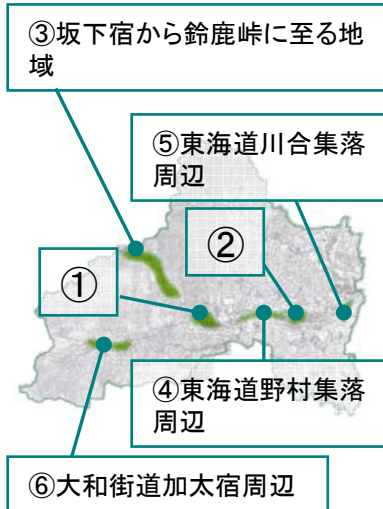 ③坂下宿から鈴鹿峠に至る地
域
⑤東海道川合集落
周辺
②
①
④東海道野村集落
周辺
⑥大和街道加太宿周辺